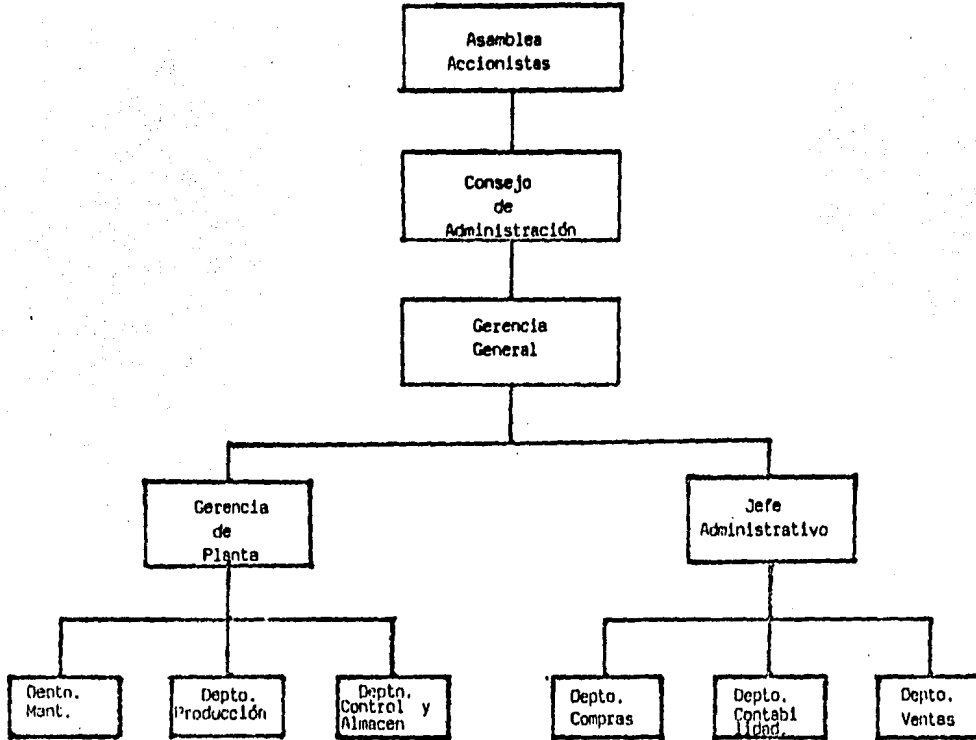 Asamblea
Accionistas
Consejo
de
Administración
Gerencia
General
Gerencia
de
Planta
Jefe
Administrativo
Depto.
Mant.
Depto.
Producción
Depto.
Control y
Almacen
Depto.
Compras
Depto.
Contabi
lidad.
Depto.
Ventas